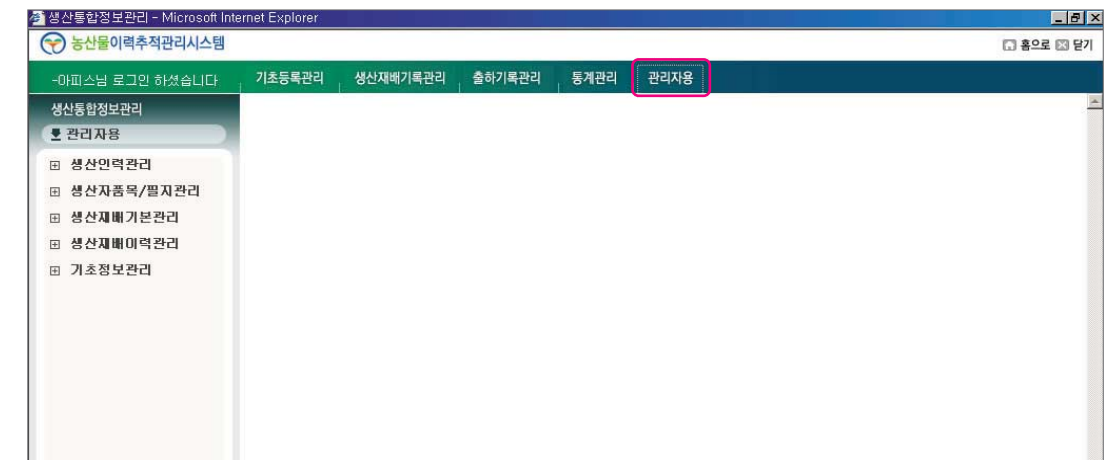 생산통합정보관리 - Microsoft Internet Explorer
농산물이력추적관리시스템
홈으로 닫기
-아피스님 로그인 하셨습니다 기초등록관리 생산재배기록관리 출하기록관리 통계관리 관리자용
생산통합정보관리
관리자용
생산인력관리
생산자품목/필지관리
생산재배기본관리
생산재배이력관리
기초정보관리